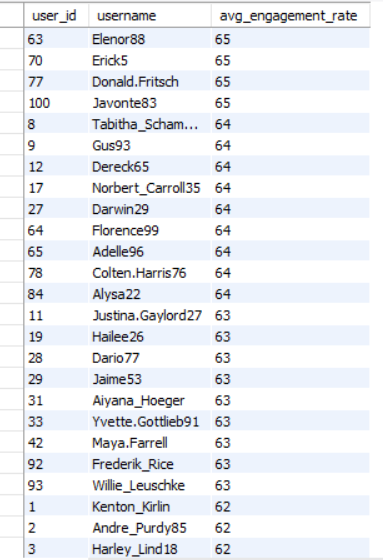 user_id username avg_engagement_rate
63 Elenor88 65
70 Erick5 65
77 Donald.Fritsch 65
100 Javonte83 65
8 Tabitha_Scham... 64
9 Gus93 64
12 Dereck65 64
17 Norbert_Carroll35 64
27 Darwin29 64
64 Florence99 64
65 Adelle96 64
78 Colten.Harris76 64
84 Alysa22 64
11 Justina.Gaylord27 63
19 Hailee26 63
28 Dario77 63
29 Jaime53 63
31 Aiyana_Hoeger 63
33 Yvette.Gottlieb91 63
42 Maya.Farrell 63
92 Frederik_Rice 63
93 Willie_Leuschke 63
1 Kenton_Kirlin 62
2 Andre_Purdy85 62
3 Harley_Lind18 62